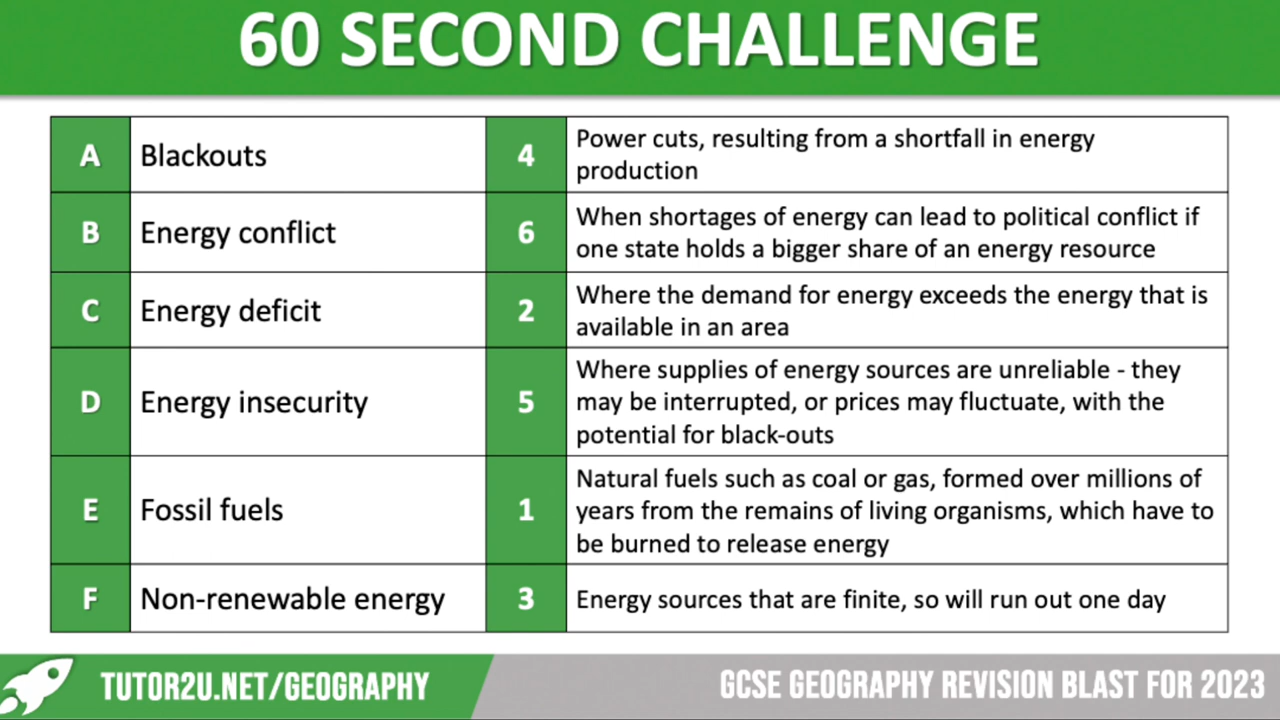 60 SECOND CHALLENGE
A Blackouts 4 Power cuts, resulting from a shortfall in energy
production
B Energy conflict 6 When shortages of energy can lead to political conflict if
one state holds a bigger share of an energy resource
C Energy deficit 2 Where the demand for energy exceeds the energy that is
available in an area
D Energy insecurity 5 Where supplies of energy sources are unreliable - they
may be interrupted, or prices may fluctuate, with the
potential for black-outs
E Fossil fuels 1 Natural fuels such as coal or gas, formed over millions of
years from the remains of living organisms, which have to
be burned to release energy
F Non-renewable energy 3 Energy sources that are finite, so will run out one day
TUTOR2U.NET/GEOGRAPHY
GCSE GEOGRAPHY REVISION BLAST FOR 2023